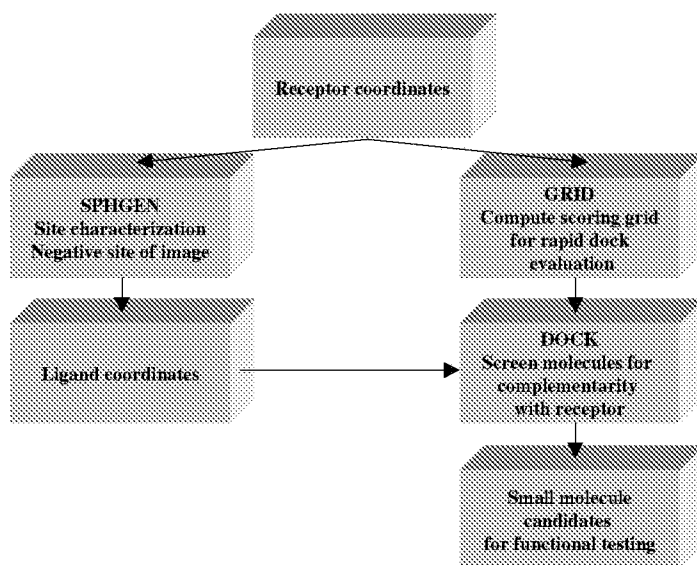 Receptor coordinates
SPHGEN
Site characterization
Negative site of image
GRID
Compute scoring grid
for rapid dock
evaluation
Ligand coordinates
DOCK
Screen molecules for
complementarity
with receptor
Small molecule
candidates
for functional testing